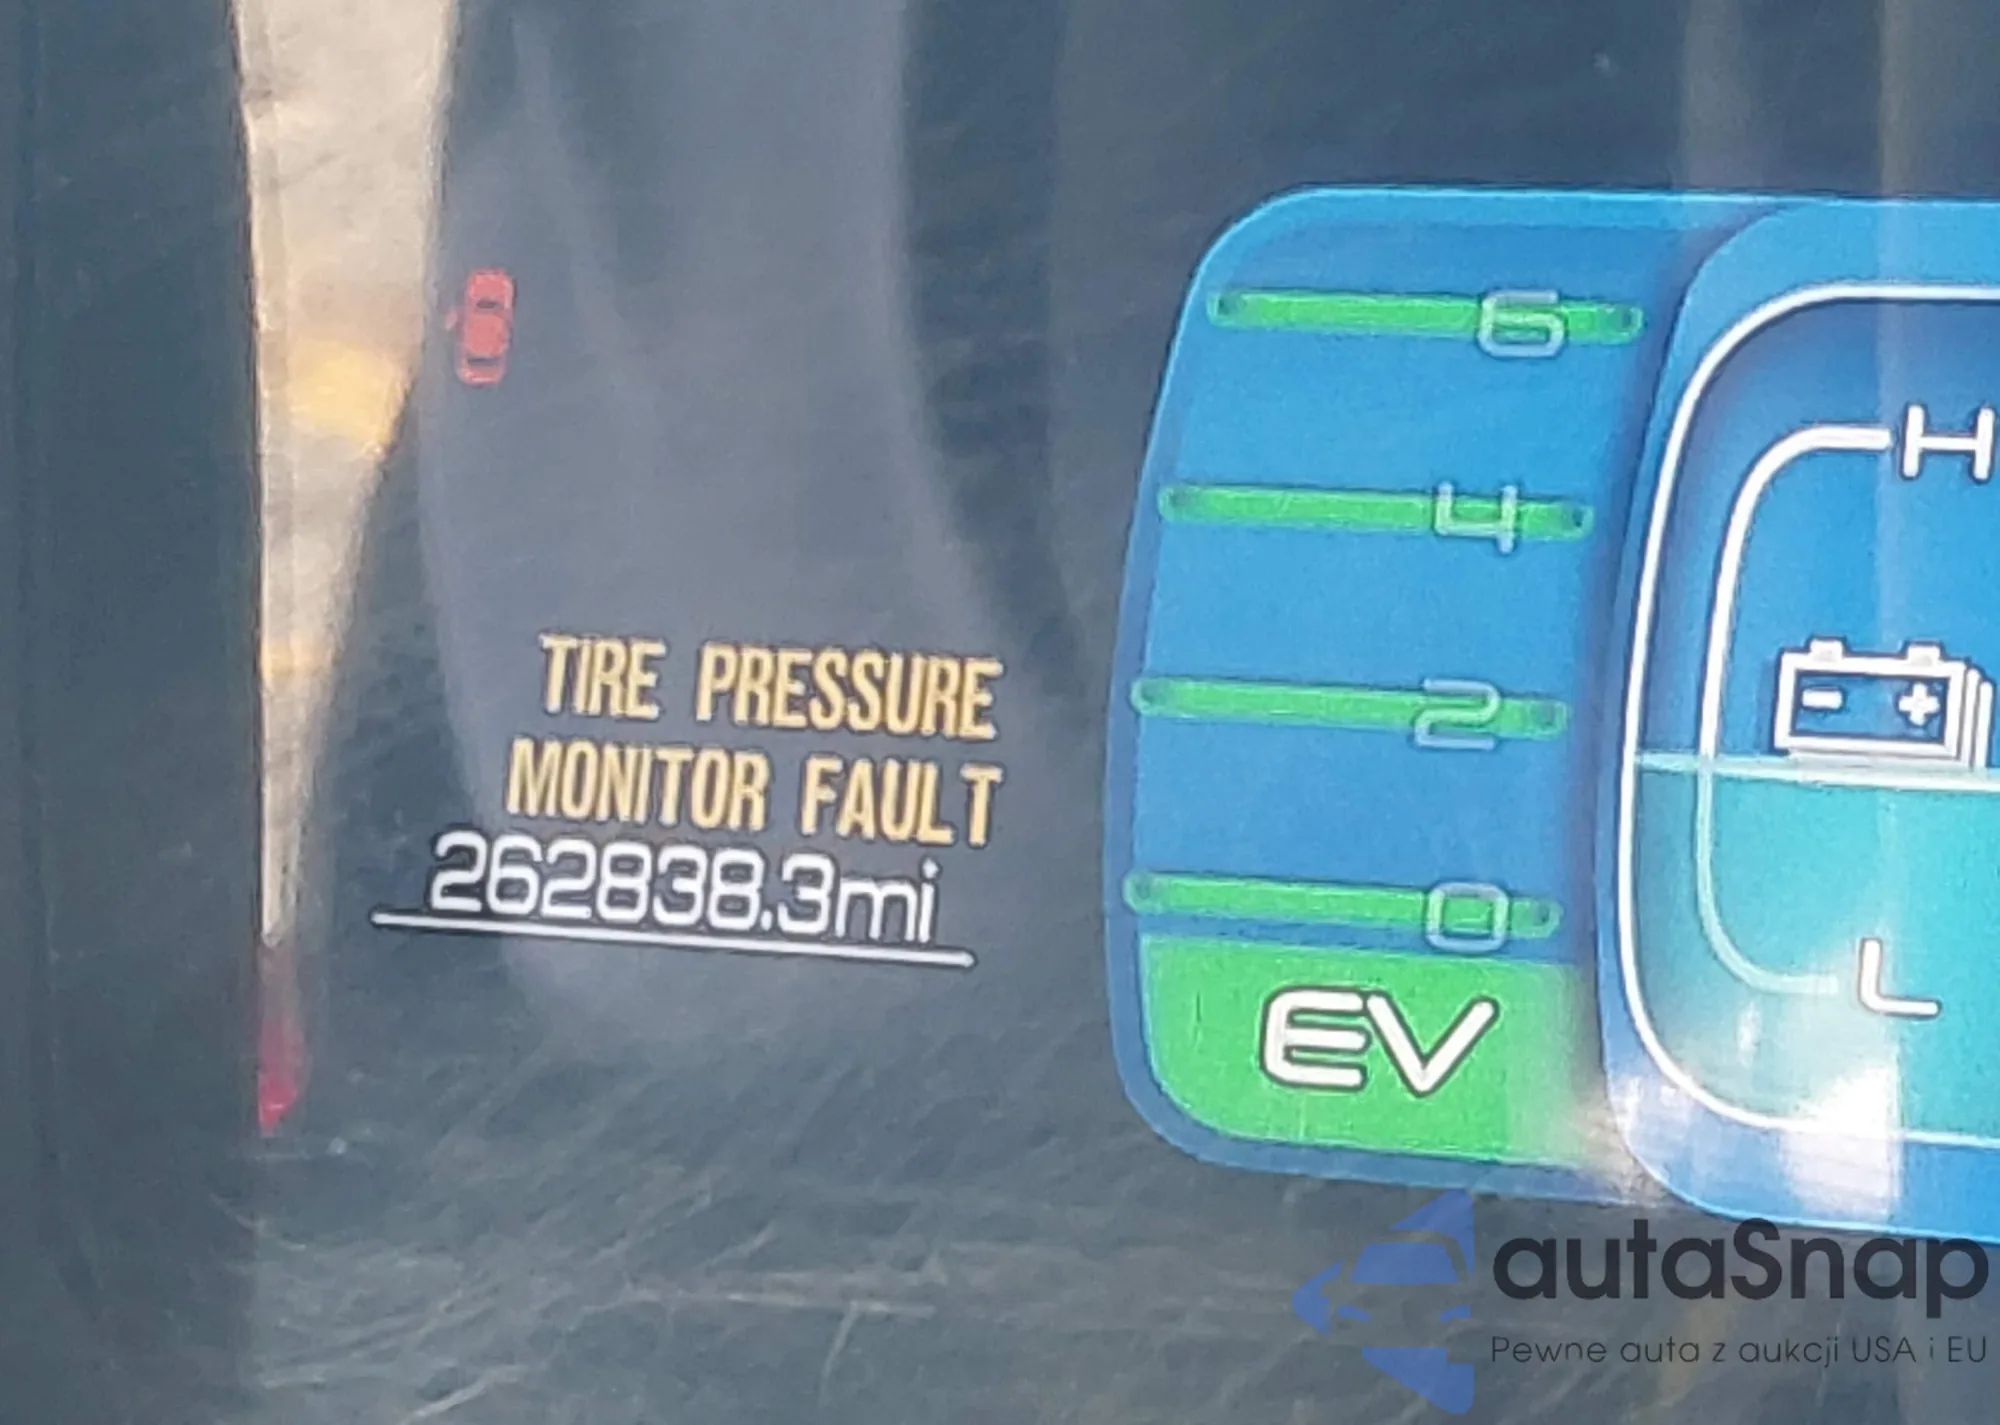 TIRE PRESSURE
MONITOR FAULT
262838.3mi
6
4
2
0
EV
H
- +
L
autaSnap
Pewne auta z aukcji USA i EU